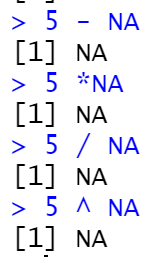 > 5 - NA
[1] NA
> 5 *NA
[1] NA
> 5 / NA
[1] NA
> 5 ^ NA
[1] NA